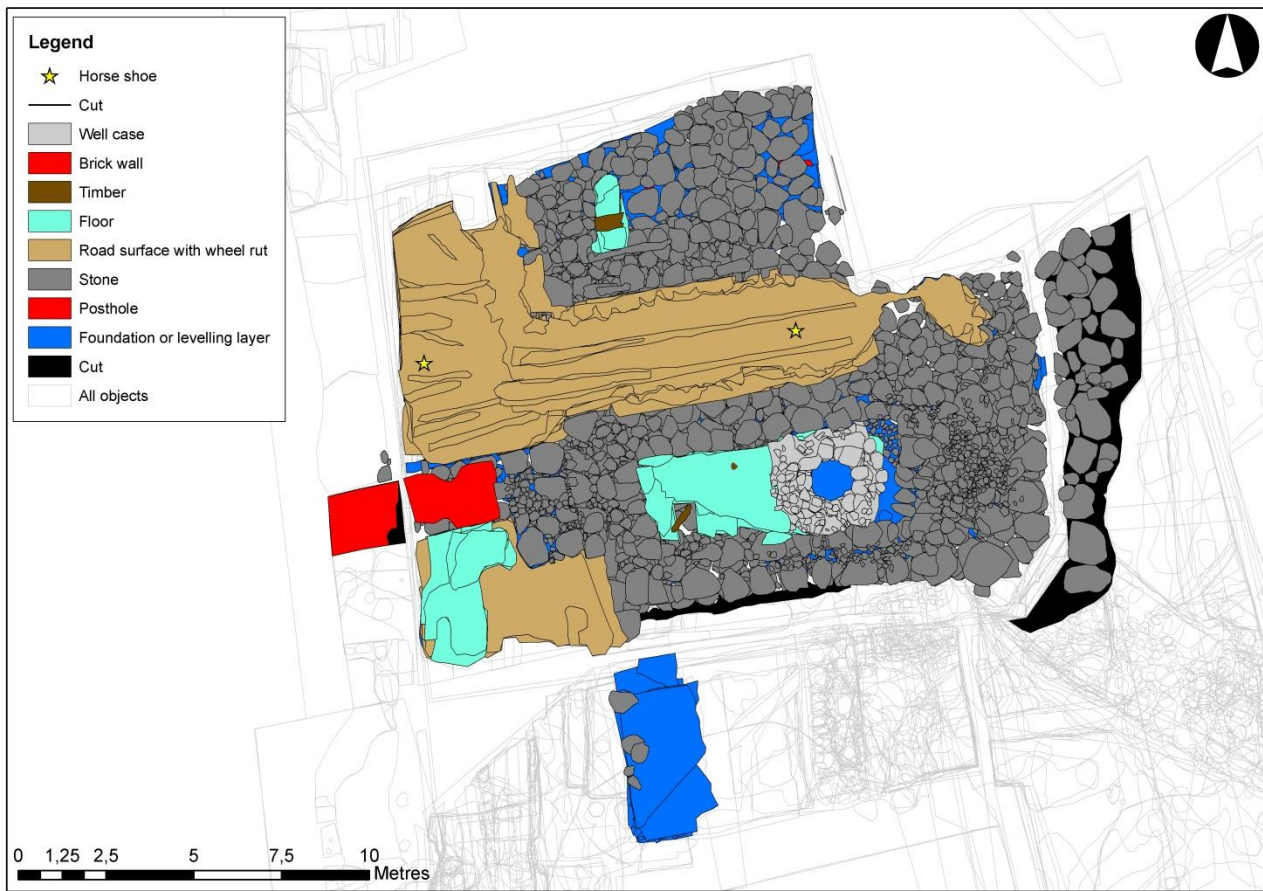 Legend
Horse shoe
Cut
Well case
Brick wall
Timber
Floor
Road surface with wheel rut
Stone
Posthole
Foundation or levelling layer
Cut
All objects
0 1,25 2,5 5 7,5 10
Metres